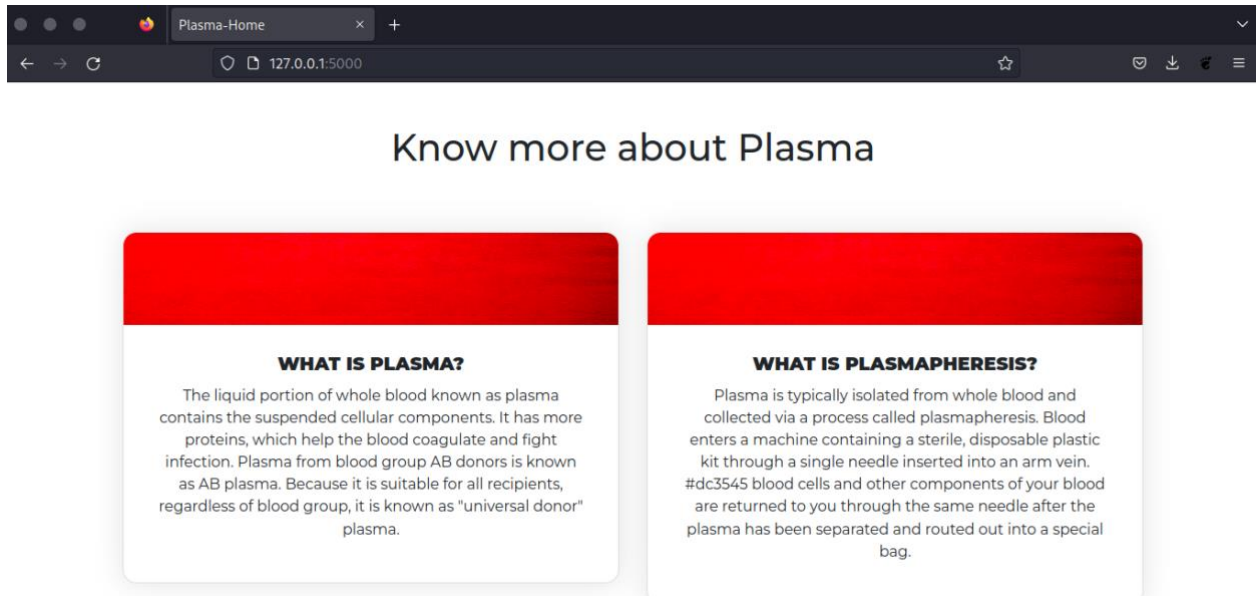 Plasma-Home
127.0.0.1:5000
Know more about Plasma
WHAT IS PLASMA?
The liquid portion of whole blood known as plasma
contains the suspended cellular components. It has more
proteins, which help the blood coagulate and fight
infection. Plasma from blood group AB donors is known
as AB plasma. Because it is suitable for all recipients,
regardless of blood group, it is known as "universal donor"
plasma.
WHAT IS PLASMAPHERESIS?
Plasma is typically isolated from whole blood and
collected via a process called plasmapheresis. Blood
enters a machine containing a sterile, disposable plastic
kit through a single needle inserted into an arm vein.
#dc3545 blood cells and other components of your blood
are returned to you through the same needle after the
plasma has been separated and routed out into a special
bag.